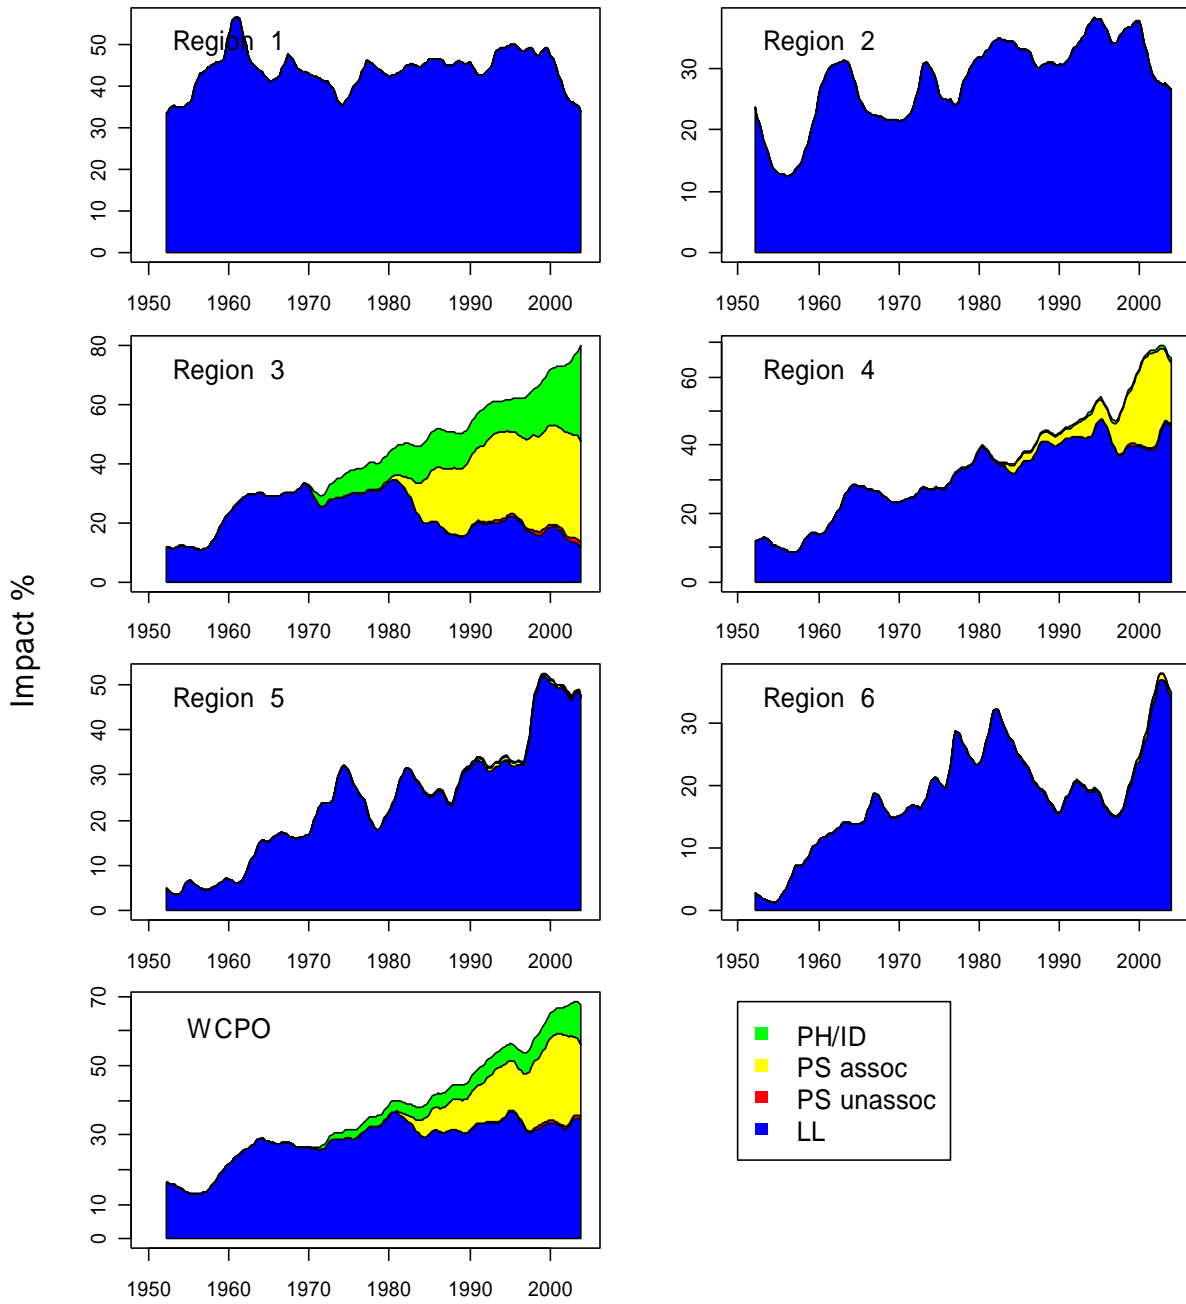 Impact %
Region 1
0 10 20 30 40 50
1950 1960 1970 1980 1990 2000
Region 2
0 10 20 30
1950 1960 1970 1980 1990 2000
Region 3
0 20 40 60 80
1950 1960 1970 1980 1990 2000
Region 4
0 20 40 60
1950 1960 1970 1980 1990 2000
Region 5
0 10 20 30 40 50
1950 1960 1970 1980 1990 2000
Region 6
0 10 20 30
1950 1960 1970 1980 1990 2000
WCPO
0 10 30 50 70
1950 1960 1970 1980 1990 2000
PH/ID
PS assoc
PS unassoc
LL